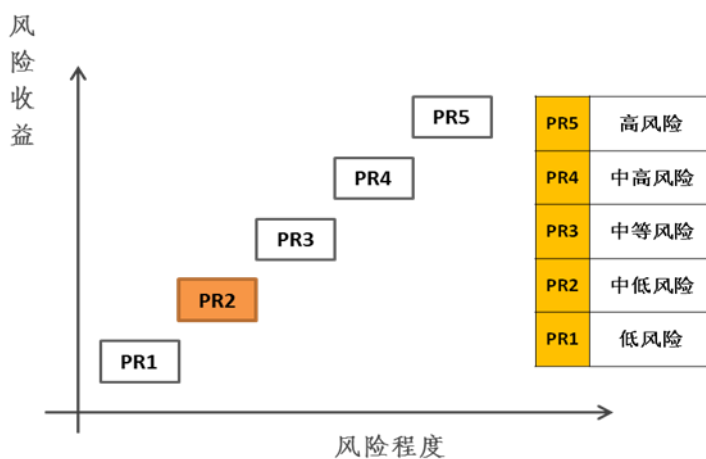 风险收益
PR5
PR4
PR3
PR2
PR1
风险程度
PR5 高风险
PR4 中高风险
PR3 中等风险
PR2 中低风险
PR1 低风险